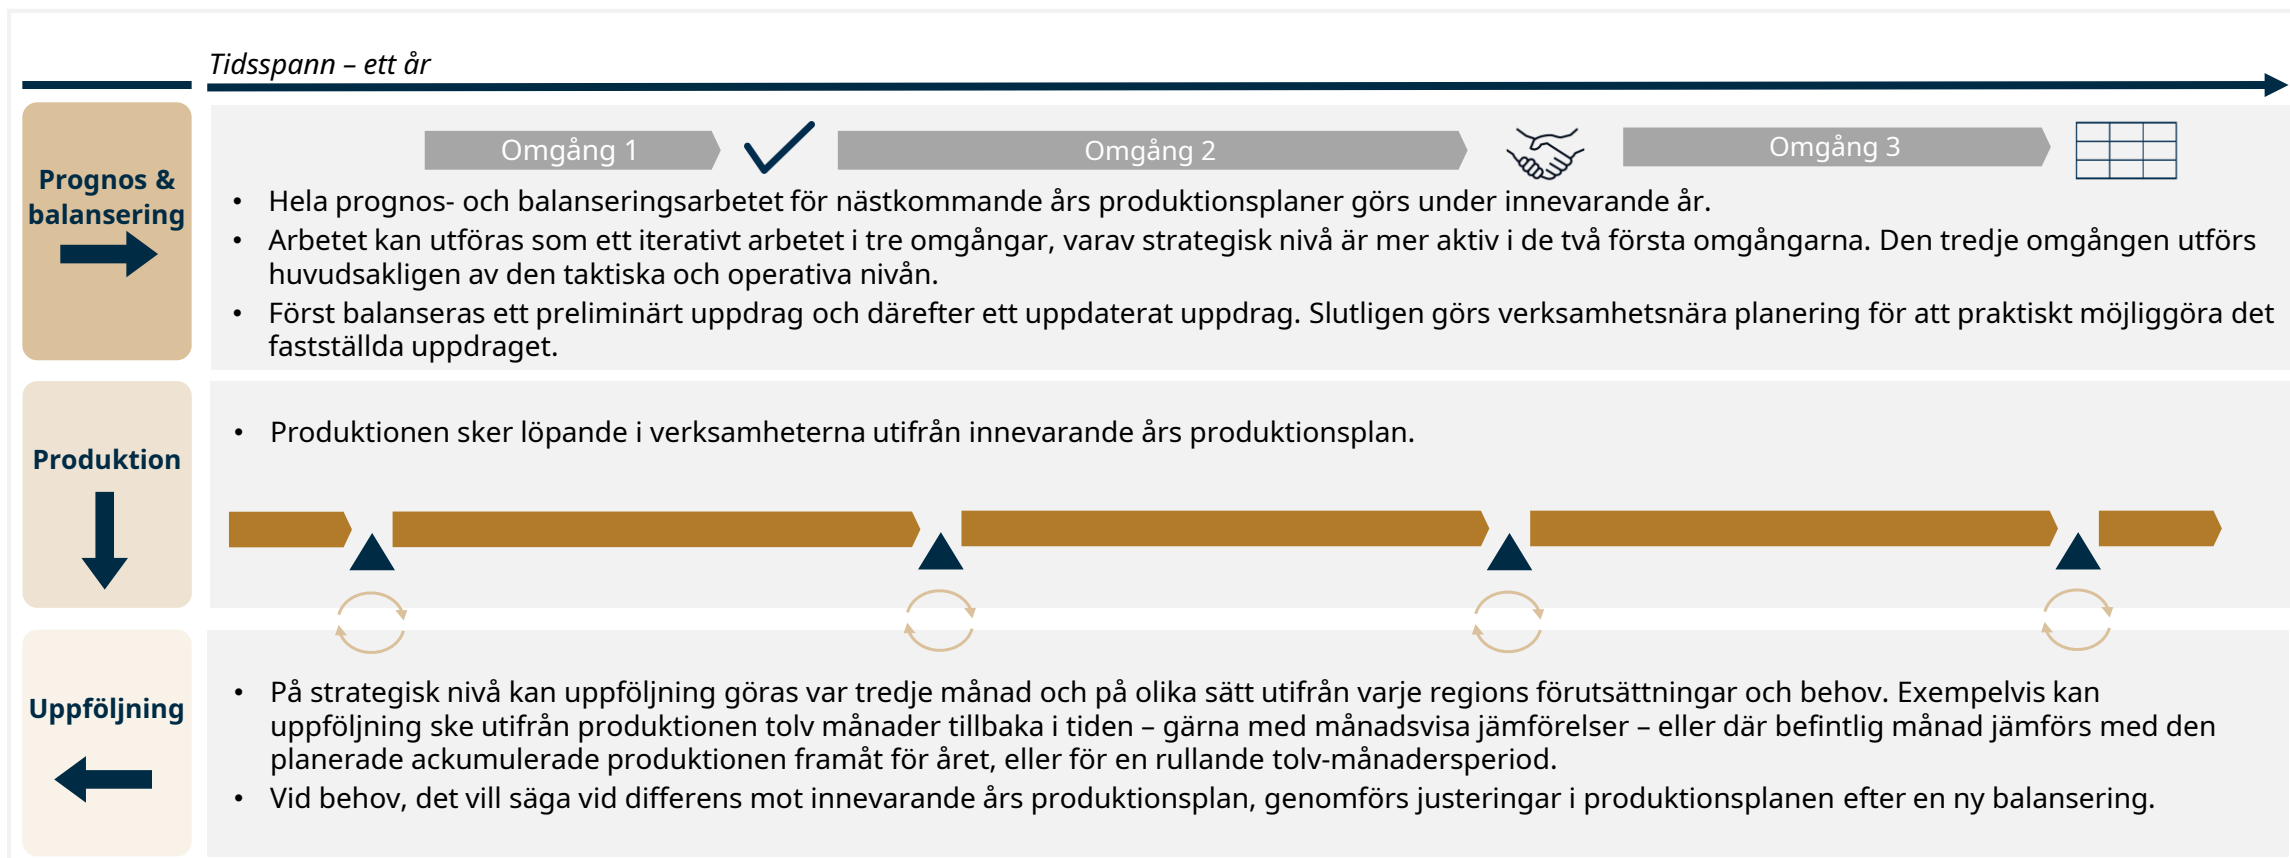 Tidsspann – ett år
Prognos &
balansering
Omgång 1
Omgång 2
Omgång 3
• Hela prognos- och balanseringsarbetet för nästkommande års produktionsplaner görs under innevarande år.
• Arbetet kan utföras som ett iterativt arbetet i tre omgångar, varav strategisk nivå är mer aktiv i de två första omgångarna. Den tredje omgången utförs
huvudsakligen av den taktiska och operativa nivån.
• Först balanseras ett preliminärt uppdrag och därefter ett uppdaterat uppdrag. Slutligen görs verksamhetsnära planering för att praktiskt möjliggöra det
fastställda uppdraget.
Produktion
• Produktionen sker löpande i verksamheterna utifrån innevarande års produktionsplan.
Uppföljning
• På strategisk nivå kan uppföljning göras var tredje månad och på olika sätt utifrån varje regions förutsättningar och behov. Exempelvis kan
uppföljning ske utifrån produktionen tolv månader tillbaka i tiden – gärna med månadsvisa jämförelser – eller där befintlig månad jämförs med den
planerade ackumulerade produktionen framåt för året, eller för en rullande tolv-månadersperiod.
• Vid behov, det vill säga vid differens mot innevarande års produktionsplan, genomförs justeringar i produktionsplanen efter en ny balansering.